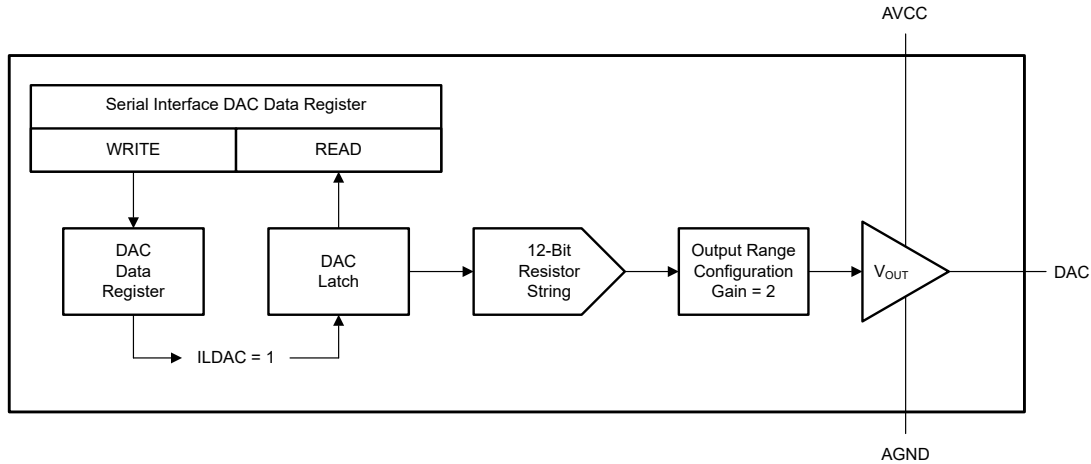 AVCC
Serial Interface DAC Data Register
WRITE
READ
DAC
Data
Register
DAC
Latch
12-Bit
Resistor
String
Output Range
Configuration
Gain = 2
VOUT
DAC
ILDAC = 1
AGND